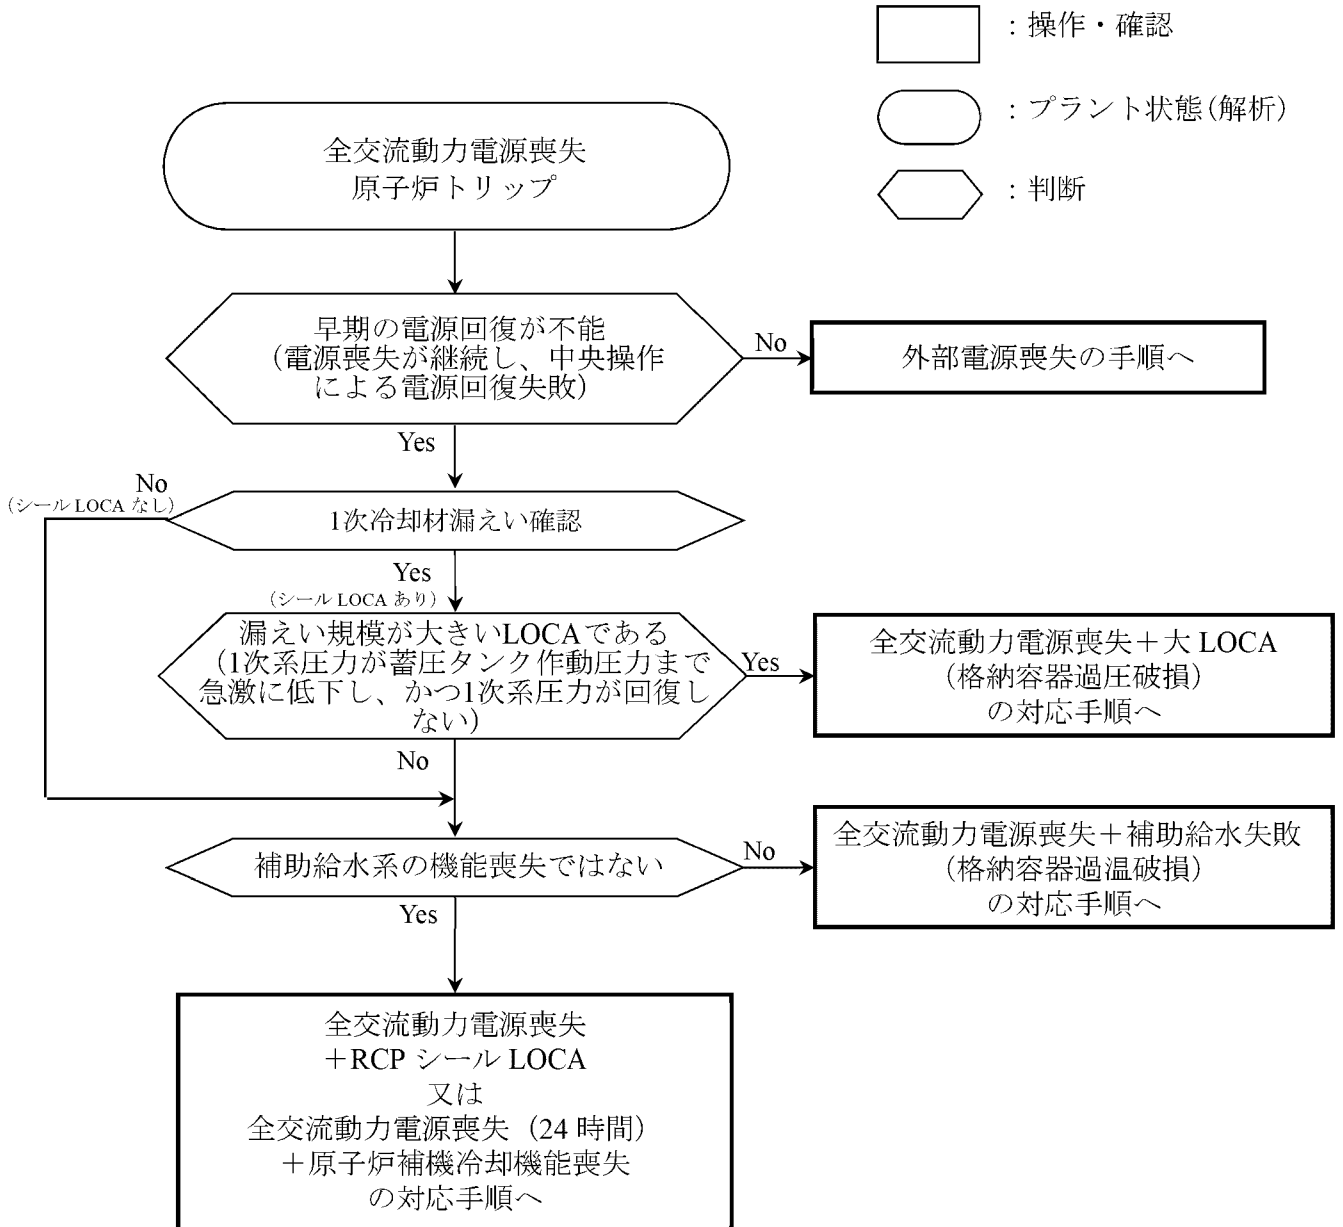 ：操作・確認
：プラント状態(解析)
：判断
全交流動力電源喪失
原子炉トリップ
早期の電源回復が不能
（電源喪失が継続し、中央操作
による電源回復失敗）
No
外部電源喪失の手順へ
Yes
No
（シール LOCA なし）
1次冷却材漏えい確認
Yes
（シール LOCA あり）
漏えい規模が大きいLOCAである
（1次系圧力が蓄圧タンク作動圧力まで
急激に低下し、かつ1次系圧力が回復し
ない）
Yes
全交流動力電源喪失＋大 LOCA
（格納容器過圧破損）
の対応手順へ
No
補助給水系の機能喪失ではない
No
全交流動力電源喪失＋補助給水失敗
（格納容器過温破損）
の対応手順へ
Yes
全交流動力電源喪失
＋RCP シール LOCA
又は
全交流動力電源喪失（24 時間）
＋原子炉補機冷却機能喪失
の対応手順へ